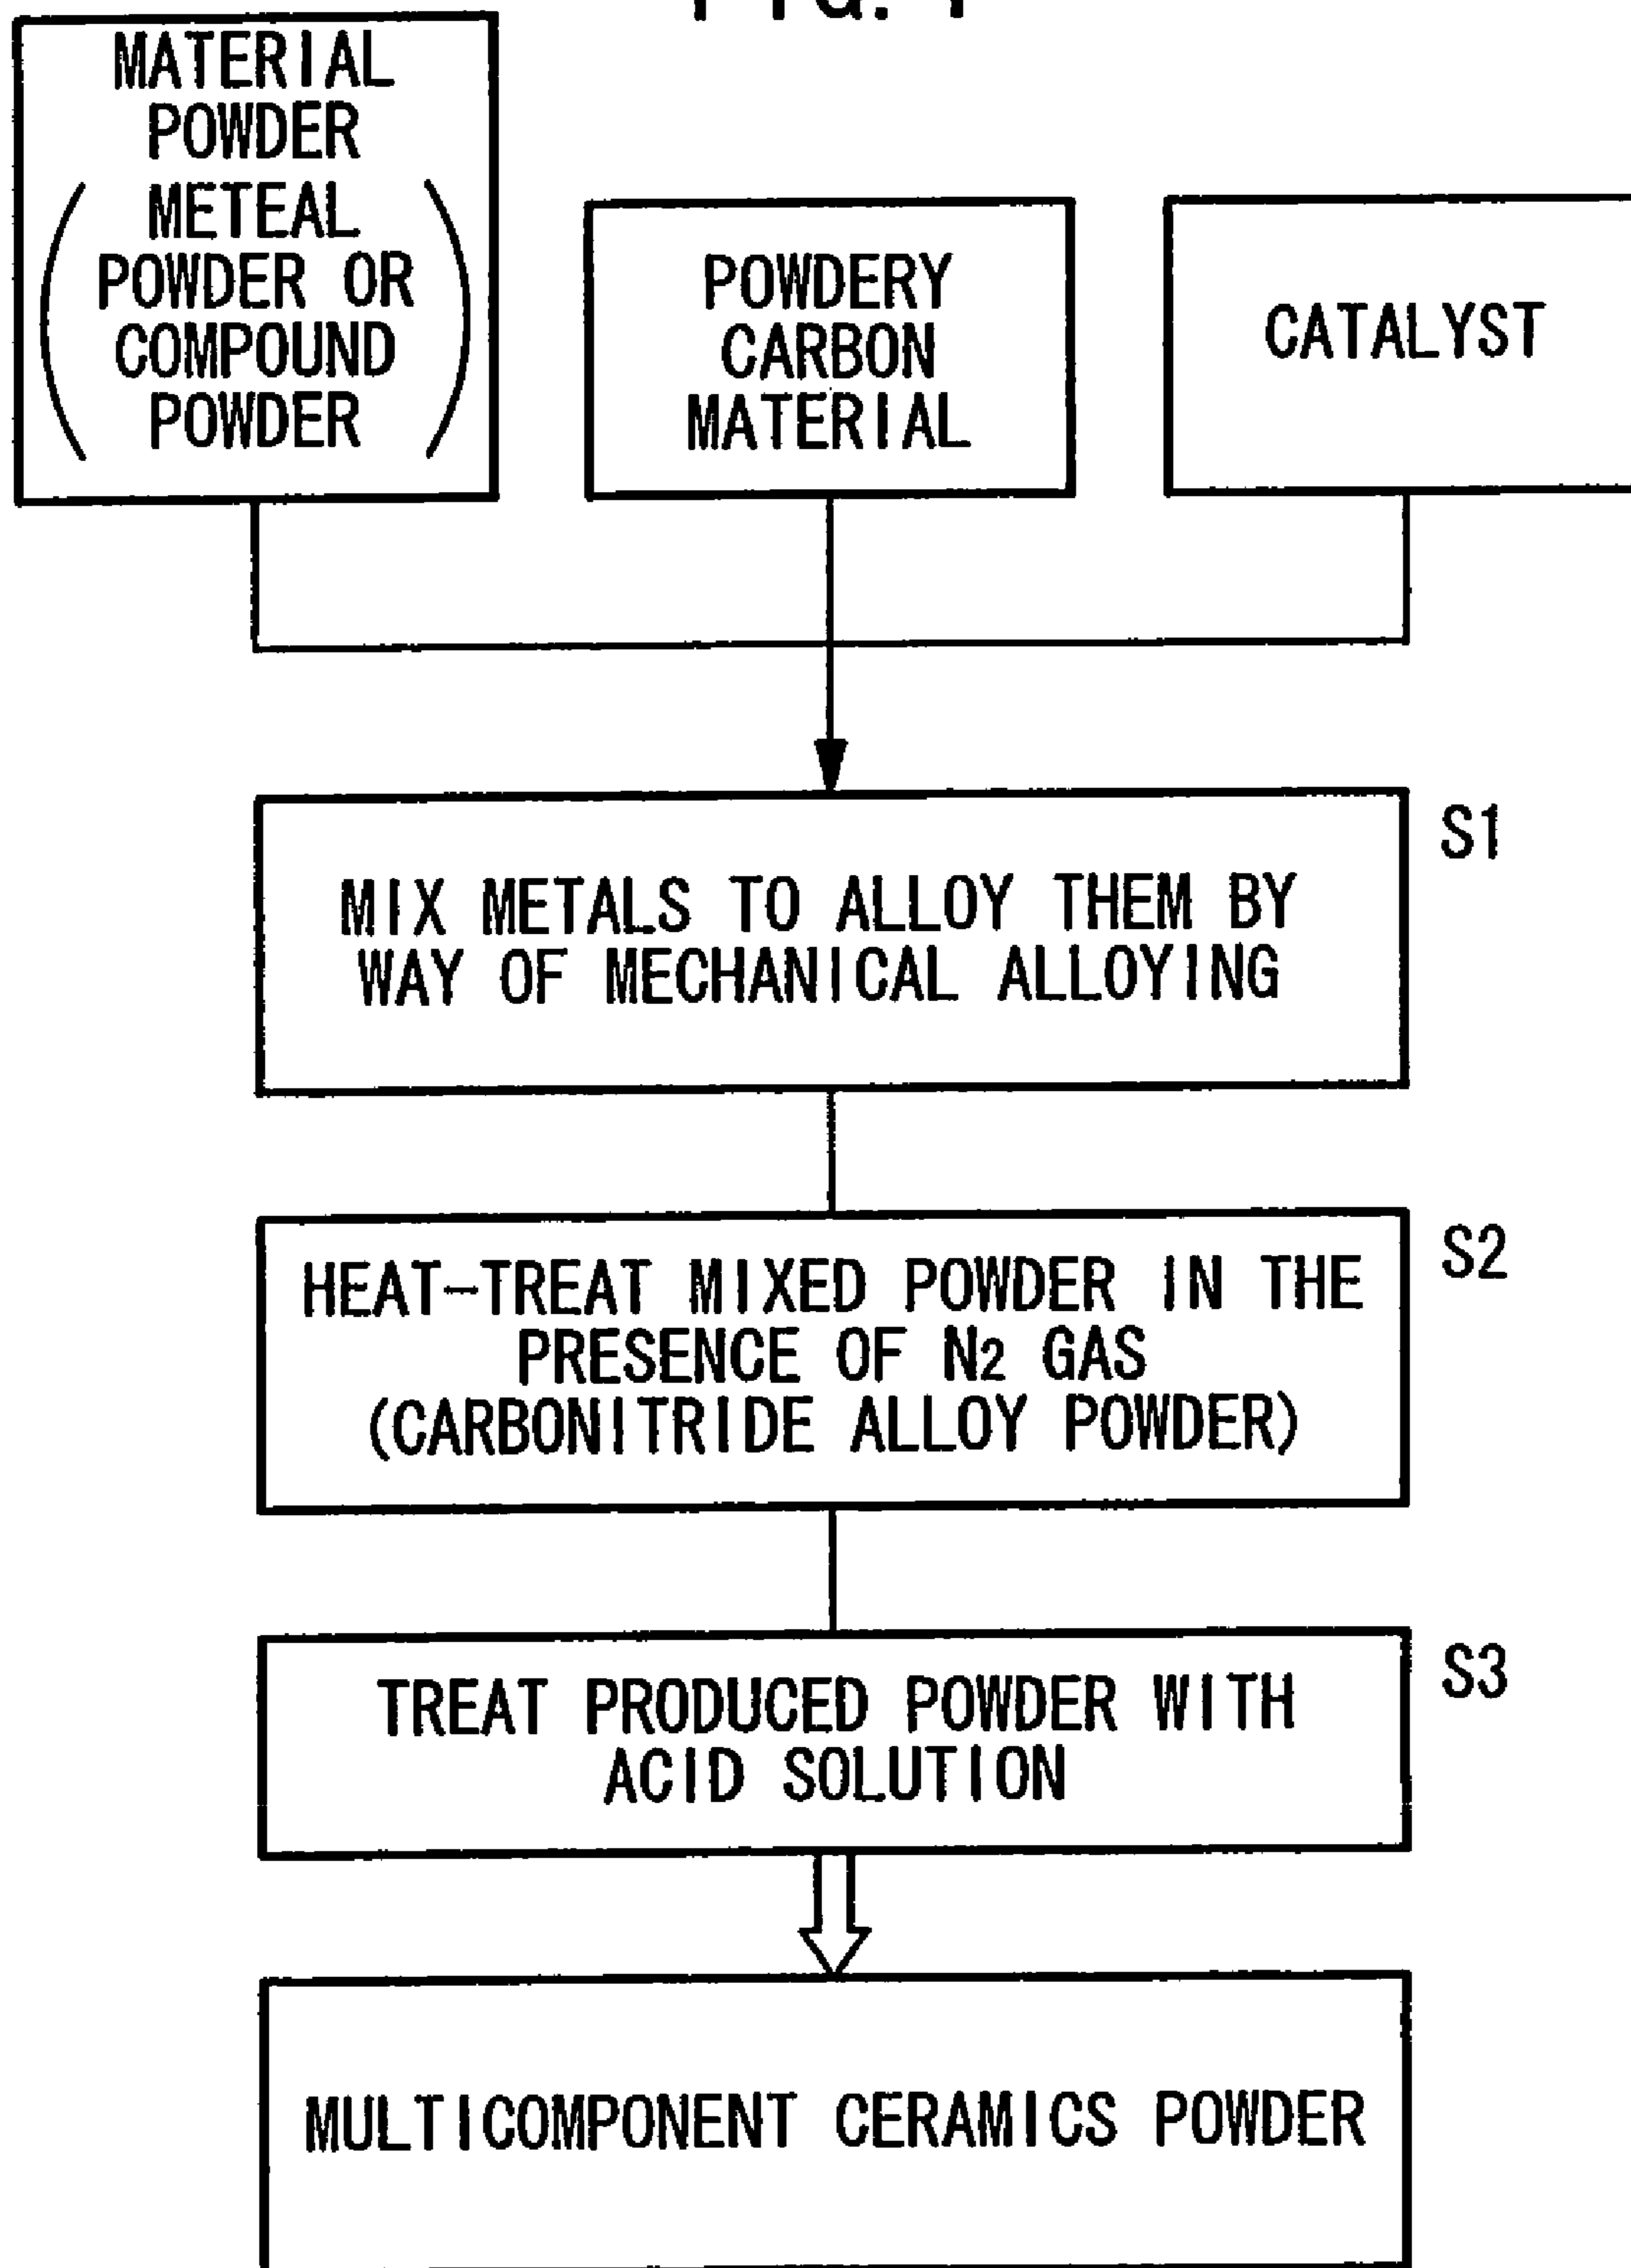 FIG. 1
MATERIAL
POWDER
( METEAL
POWDER OR
COMPOUND
POWDER )
POWDERY
CARBON
MATERIAL
CATALYST
S1
MIX METALS TO ALLOY THEM BY
WAY OF MECHANICAL ALLOYING
S2
HEAT-TREAT MIXED POWDER IN THE
PRESENCE OF N2 GAS
(CARBONITRIDE ALLOY POWDER)
S3
TREAT PRODUCED POWDER WITH
ACID SOLUTION
MULTICOMPONENT CERAMICS POWDER